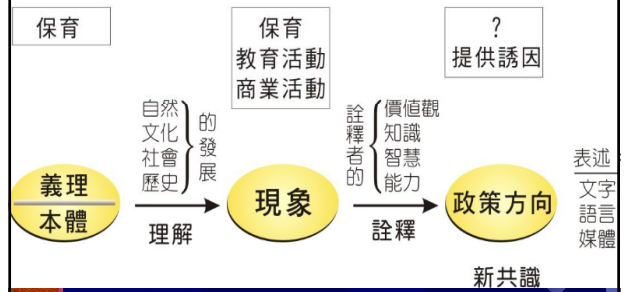 保育
保育
教育活動
商業活動
?
提供誘因
自然
文化
社會
歷史
的發展
詮釋者的
價值觀
知識
智慧
能力
義理
本體
理解
現象
詮釋
政策方向
新共識
表述
文字
語言
媒體